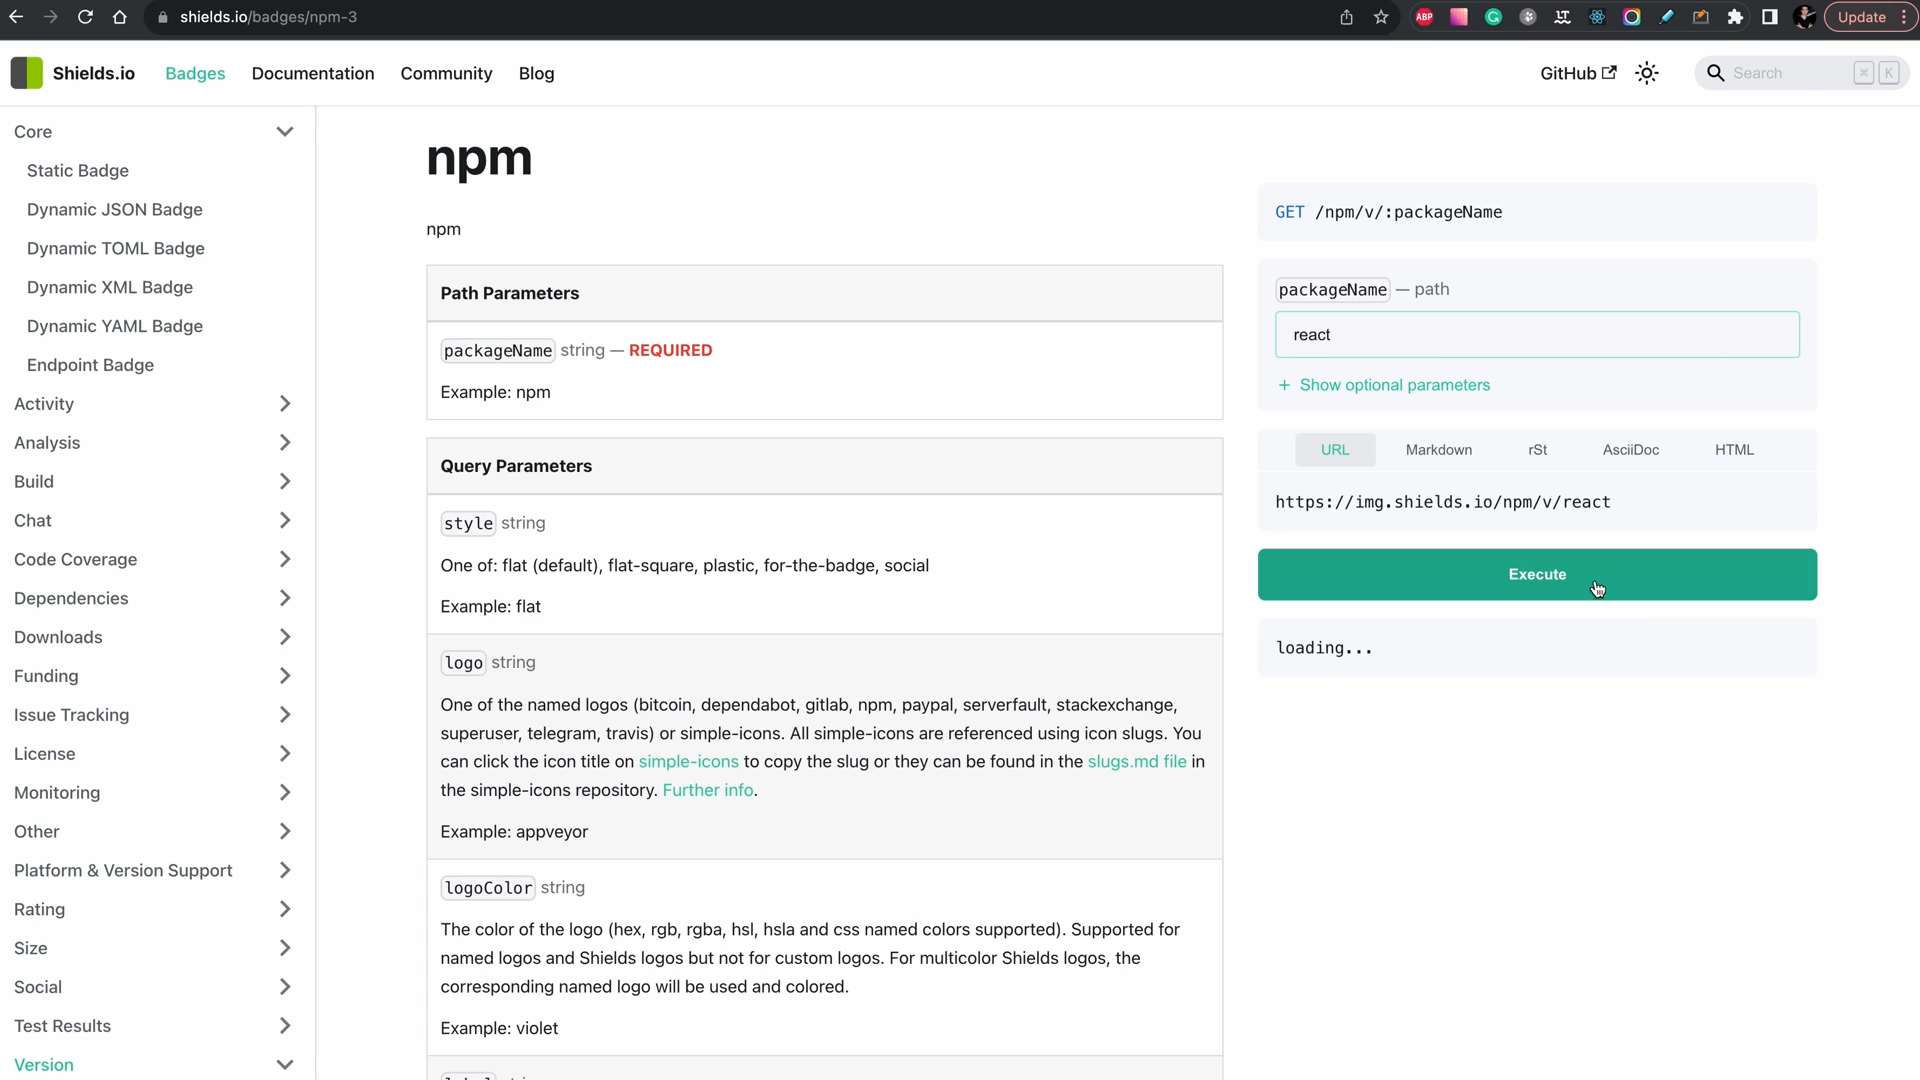 shields.io/badges/npm-3
ABP
Update
Shields.io
Badges
Documentation
Community
Blog
GitHub
Search
⌘ K
Core
Static Badge
Dynamic JSON Badge
Dynamic TOML Badge
Dynamic XML Badge
Dynamic YAML Badge
Endpoint Badge
Activity
Analysis
Build
Chat
Code Coverage
Dependencies
Downloads
Funding
Issue Tracking
License
Monitoring
Other
Platform & Version Support
Rating
Size
Social
Test Results
Version
npm
npm
Path Parameters
packageName string — REQUIRED
Example: npm
Query Parameters
style string
One of: flat (default), flat-square, plastic, for-the-badge, social
Example: flat
logo string
One of the named logos (bitcoin, dependabot, gitlab, npm, paypal, serverfault, stackexchange,
superuser, telegram, travis) or simple-icons. All simple-icons are referenced using icon slugs. You
can click the icon title on simple-icons to copy the slug or they can be found in the slugs.md file in
the simple-icons repository. Further info.
Example: appveyor
logoColor string
The color of the logo (hex, rgb, rgba, hsl, hsla and css named colors supported). Supported for
named logos and Shields logos but not for custom logos. For multicolor Shields logos, the
corresponding named logo will be used and colored.
Example: violet
GET /npm/v/:packageName
packageName — path
react
+ Show optional parameters
URL
Markdown
rSt
AsciiDoc
HTML
https://img.shields.io/npm/v/react
Execute
loading...